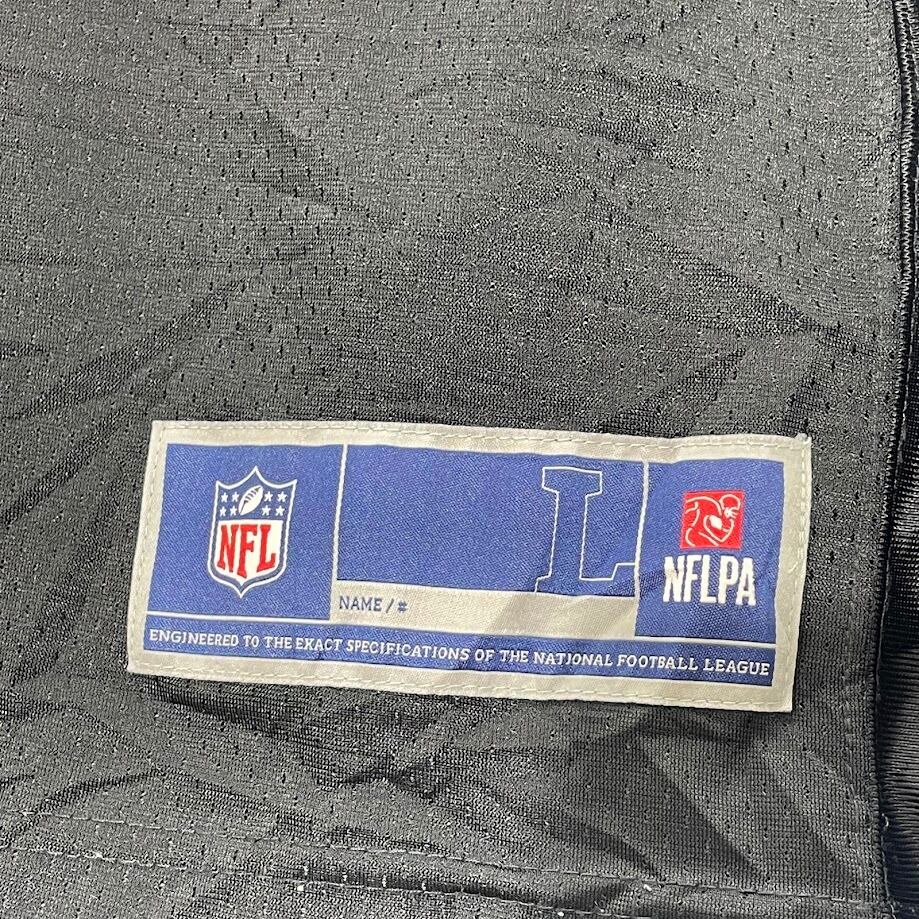 NFL
L
NFLPA
NAME / #
ENGINEERED TO THE EXACT SPECIFICATIONS OF THE NATIONAL FOOTBALL LEAGUE